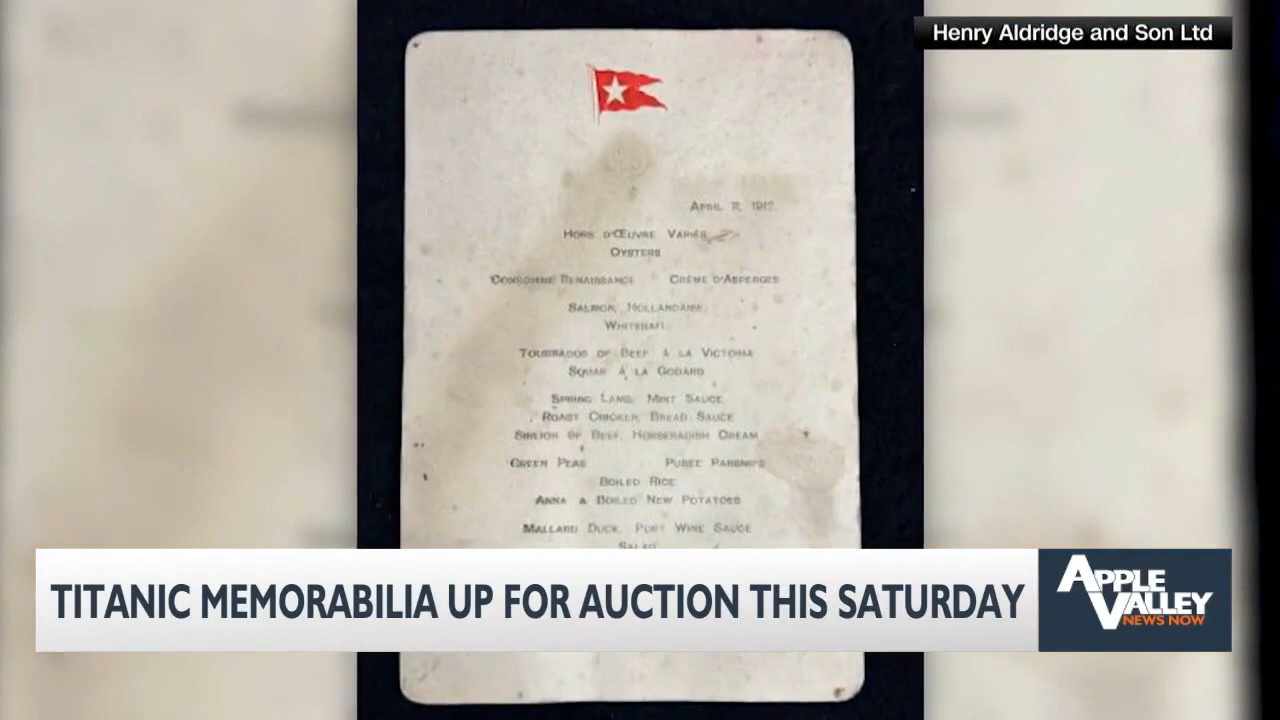 Henry Aldridge and Son Ltd
April 11, 1912.
Hors d'Œuvre Variés
Oysters
Consommé Renaissance Crème d'Asperges
Salmon, Hollandaise,
Whitebait.
Tournados of Beef à la Victoria
Squab à la Godard
Spring Lamb, Mint Sauce
Roast Chicken, Bread Sauce
Sirloin of Beef, Horseradish Cream
Green Peas Purée Parsnips
Boiled Rice
Anna & Boiled New Potatoes
Mallard Duck, Port Wine Sauce
Salad
TITANIC MEMORABILIA UP FOR AUCTION THIS SATURDAY
APPLE
VALLEY
NEWS NOW